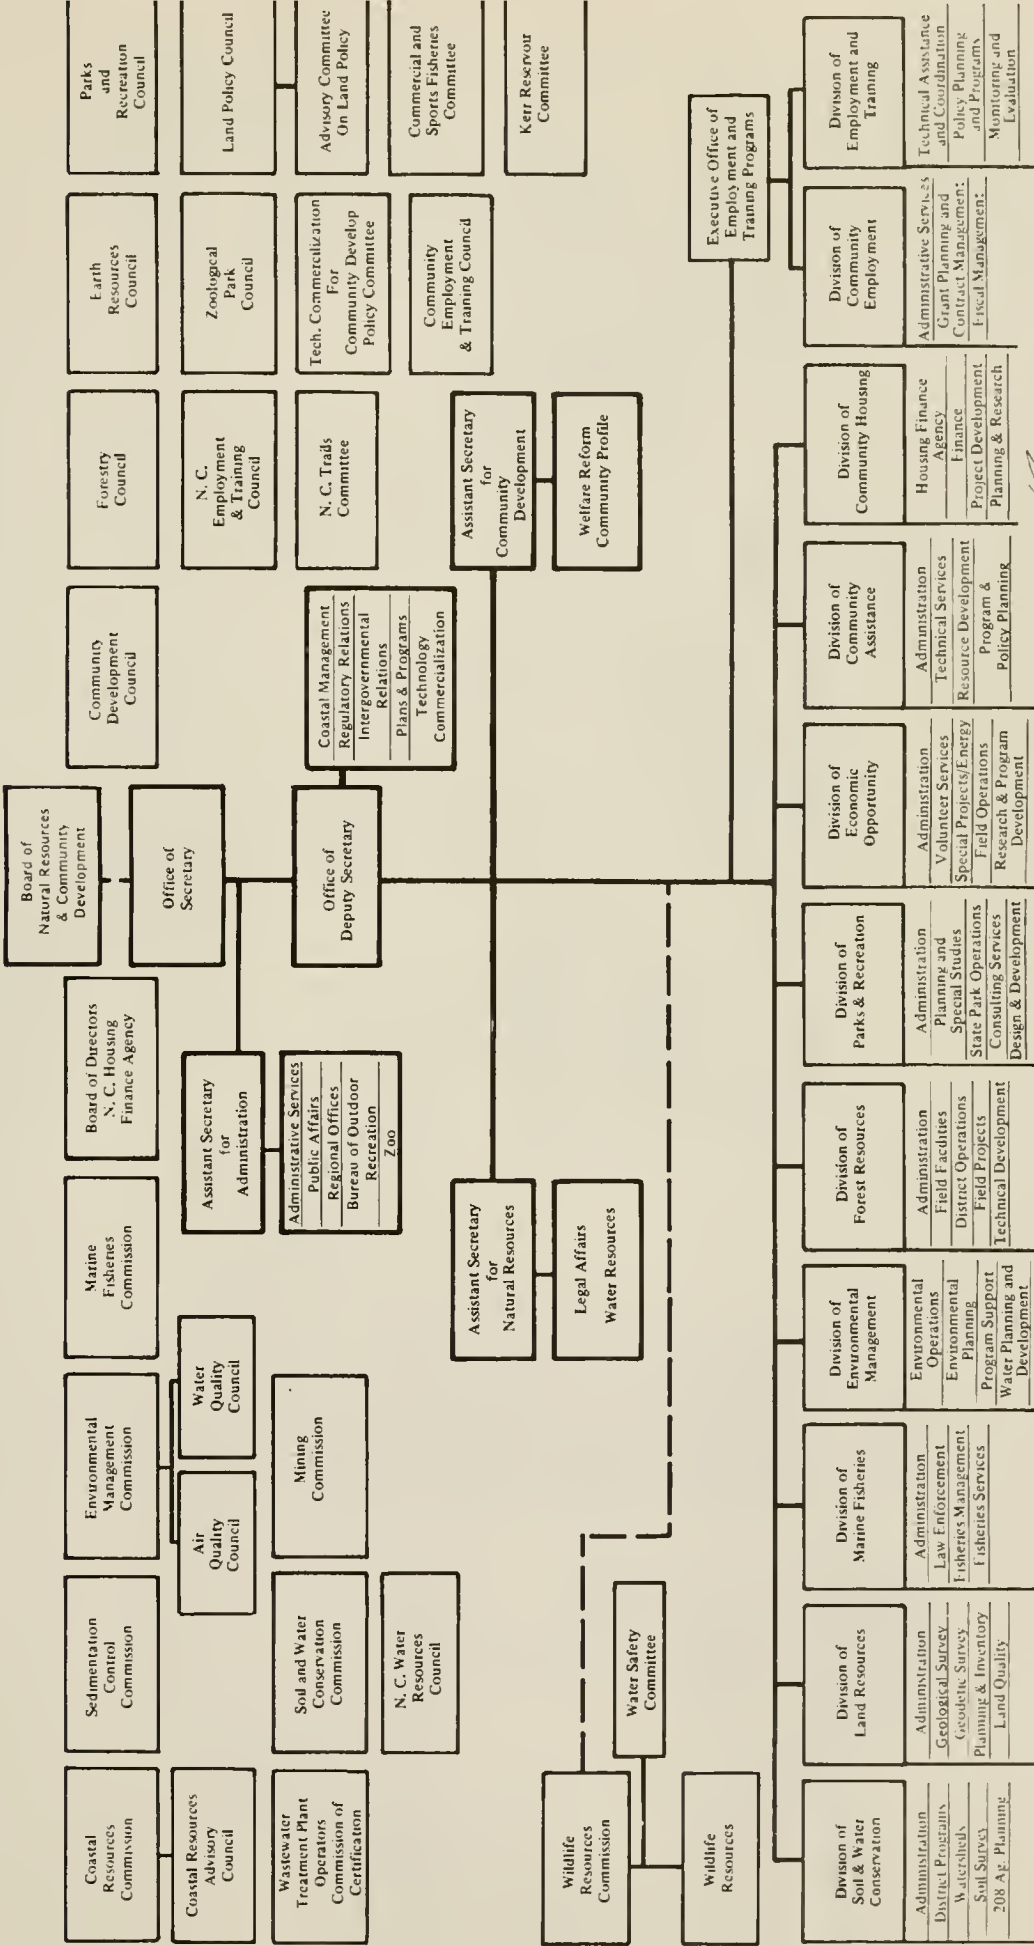 Board of
Natural Resources
& Community
Development
Office of
Secretary
Office of
Deputy Secretary
Coastal
Resources
Commission
Coastal Resources
Advisory
Council
Wastewater
Treatment Plant
Operators
Commission of
Certification
Sedimentation
Control
Commission
Soil and Water
Conservation
Commission
N. C. Water
Resources
Council
Environmental
Management
Commission
Air
Quality
Council
Water
Quality
Council
Mining
Commission
Marine
Fisheries
Commission
Board of Directors
N. C. Housing
Finance Agency
Assistant Secretary
for
Administration
Administrative Services
Public Affairs
Regional Offices
Bureau of Outdoor
Recreation
Zoo
Community
Development
Council
Coastal Management
Regulatory Relations
Intergovernmental
Relations
Plans & Programs
Technology
Commercialization
Forestry
Council
N. C.
Employment
& Training
Council
N. C. Trails
Committee
Earth
Resources
Council
Zoological
Park
Council
Tech. Commercilization
For
Community Develop
Policy Committee
Community
Employment
& Training Council
Parks
and
Recreation
Council
Land Policy Council
Advisory Committee
On Land Policy
Commercial and
Sports Fisheries
Committee
Kerr Reservoir
Committee
Assistant Secretary
for
Natural Resources
Legal Affairs
Water Resources
Assistant Secretary
for
Community
Development
Welfare Reform
Community Profile
Wildlife
Resources
Commission
Water Safety
Committee
Wildlife
Resources
Executive Office of
Employment and
Training Programs
Division of
Soil & Water
Conservation
Administration
District Programs
Watersheds
Soil Survey
208 Ag. Planning
Division of
Land Resources
Administration
Geological Survey
Geodetic Survey
Planning & Inventory
Land Quality
Division of
Marine Fisheries
Administration
Law Enforcement
Fisheries Management
Fisheries Services
Division of
Environmental
Management
Environmental
Operations
Environmental
Planning
Program Support
Water Planning and
Development
Division of
Forest Resources
Administration
Field Facilities
District Operations
Field Projects
Technical Development
Division of
Parks & Recreation
Administration
Planning and
Special Studies
State Park Operations
Consulting Services
Design & Development
Division of
Economic
Opportunity
Administration
Volunteer Services
Special Projects/Energy
Field Operations
Research & Program
Development
Division of
Community
Assistance
Administration
Technical Services
Resource Development
Program &
Policy Planning
Division of
Community Housing
Housing Finance
Agency
Finance
Project Development
Planning & Research
Division of
Community
Employment
Administrative Services
Grant Planning and
Contract Management
Fiscal Management
Division of
Employment and
Training
Technical Assistance
and Coordination
Policy Planning
and Programs
Monitoring and
Evaluation